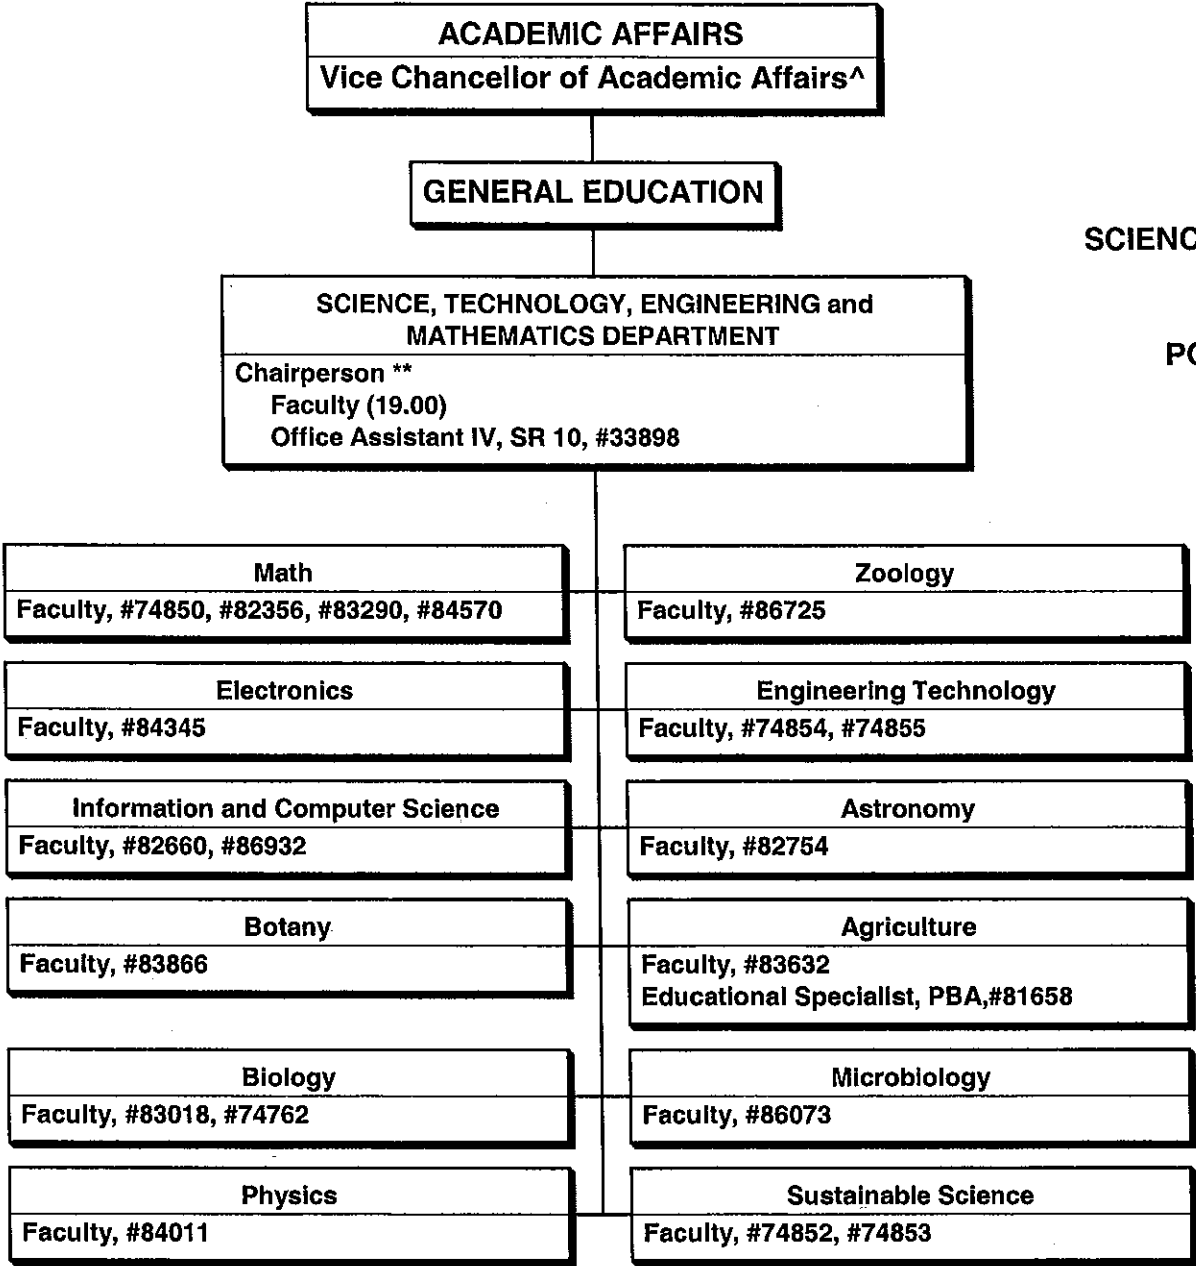 ACADEMIC AFFAIRS
Vice Chancellor of Academic Affairs^
GENERAL EDUCATION
SCIENCE, TECHNOLOGY, ENGINEERING and
MATHEMATICS DEPARTMENT
Chairperson **
Faculty (19.00)
Office Assistant IV, SR 10, #33898
Math
Faculty, #74850, #82356, #83290, #84570
Zoology
Faculty, #86725
Electronics
Faculty, #84345
Engineering Technology
Faculty, #74854, #74855
Information and Computer Science
Faculty, #82660, #86932
Astronomy
Faculty, #82754
Botany
Faculty, #83866
Agriculture
Faculty, #83632
Educational Specialist, PBA,#81658
Biology
Faculty, #83018, #74762
Microbiology
Faculty, #86073
Physics
Faculty, #84011
Sustainable Science
Faculty, #74852, #74853